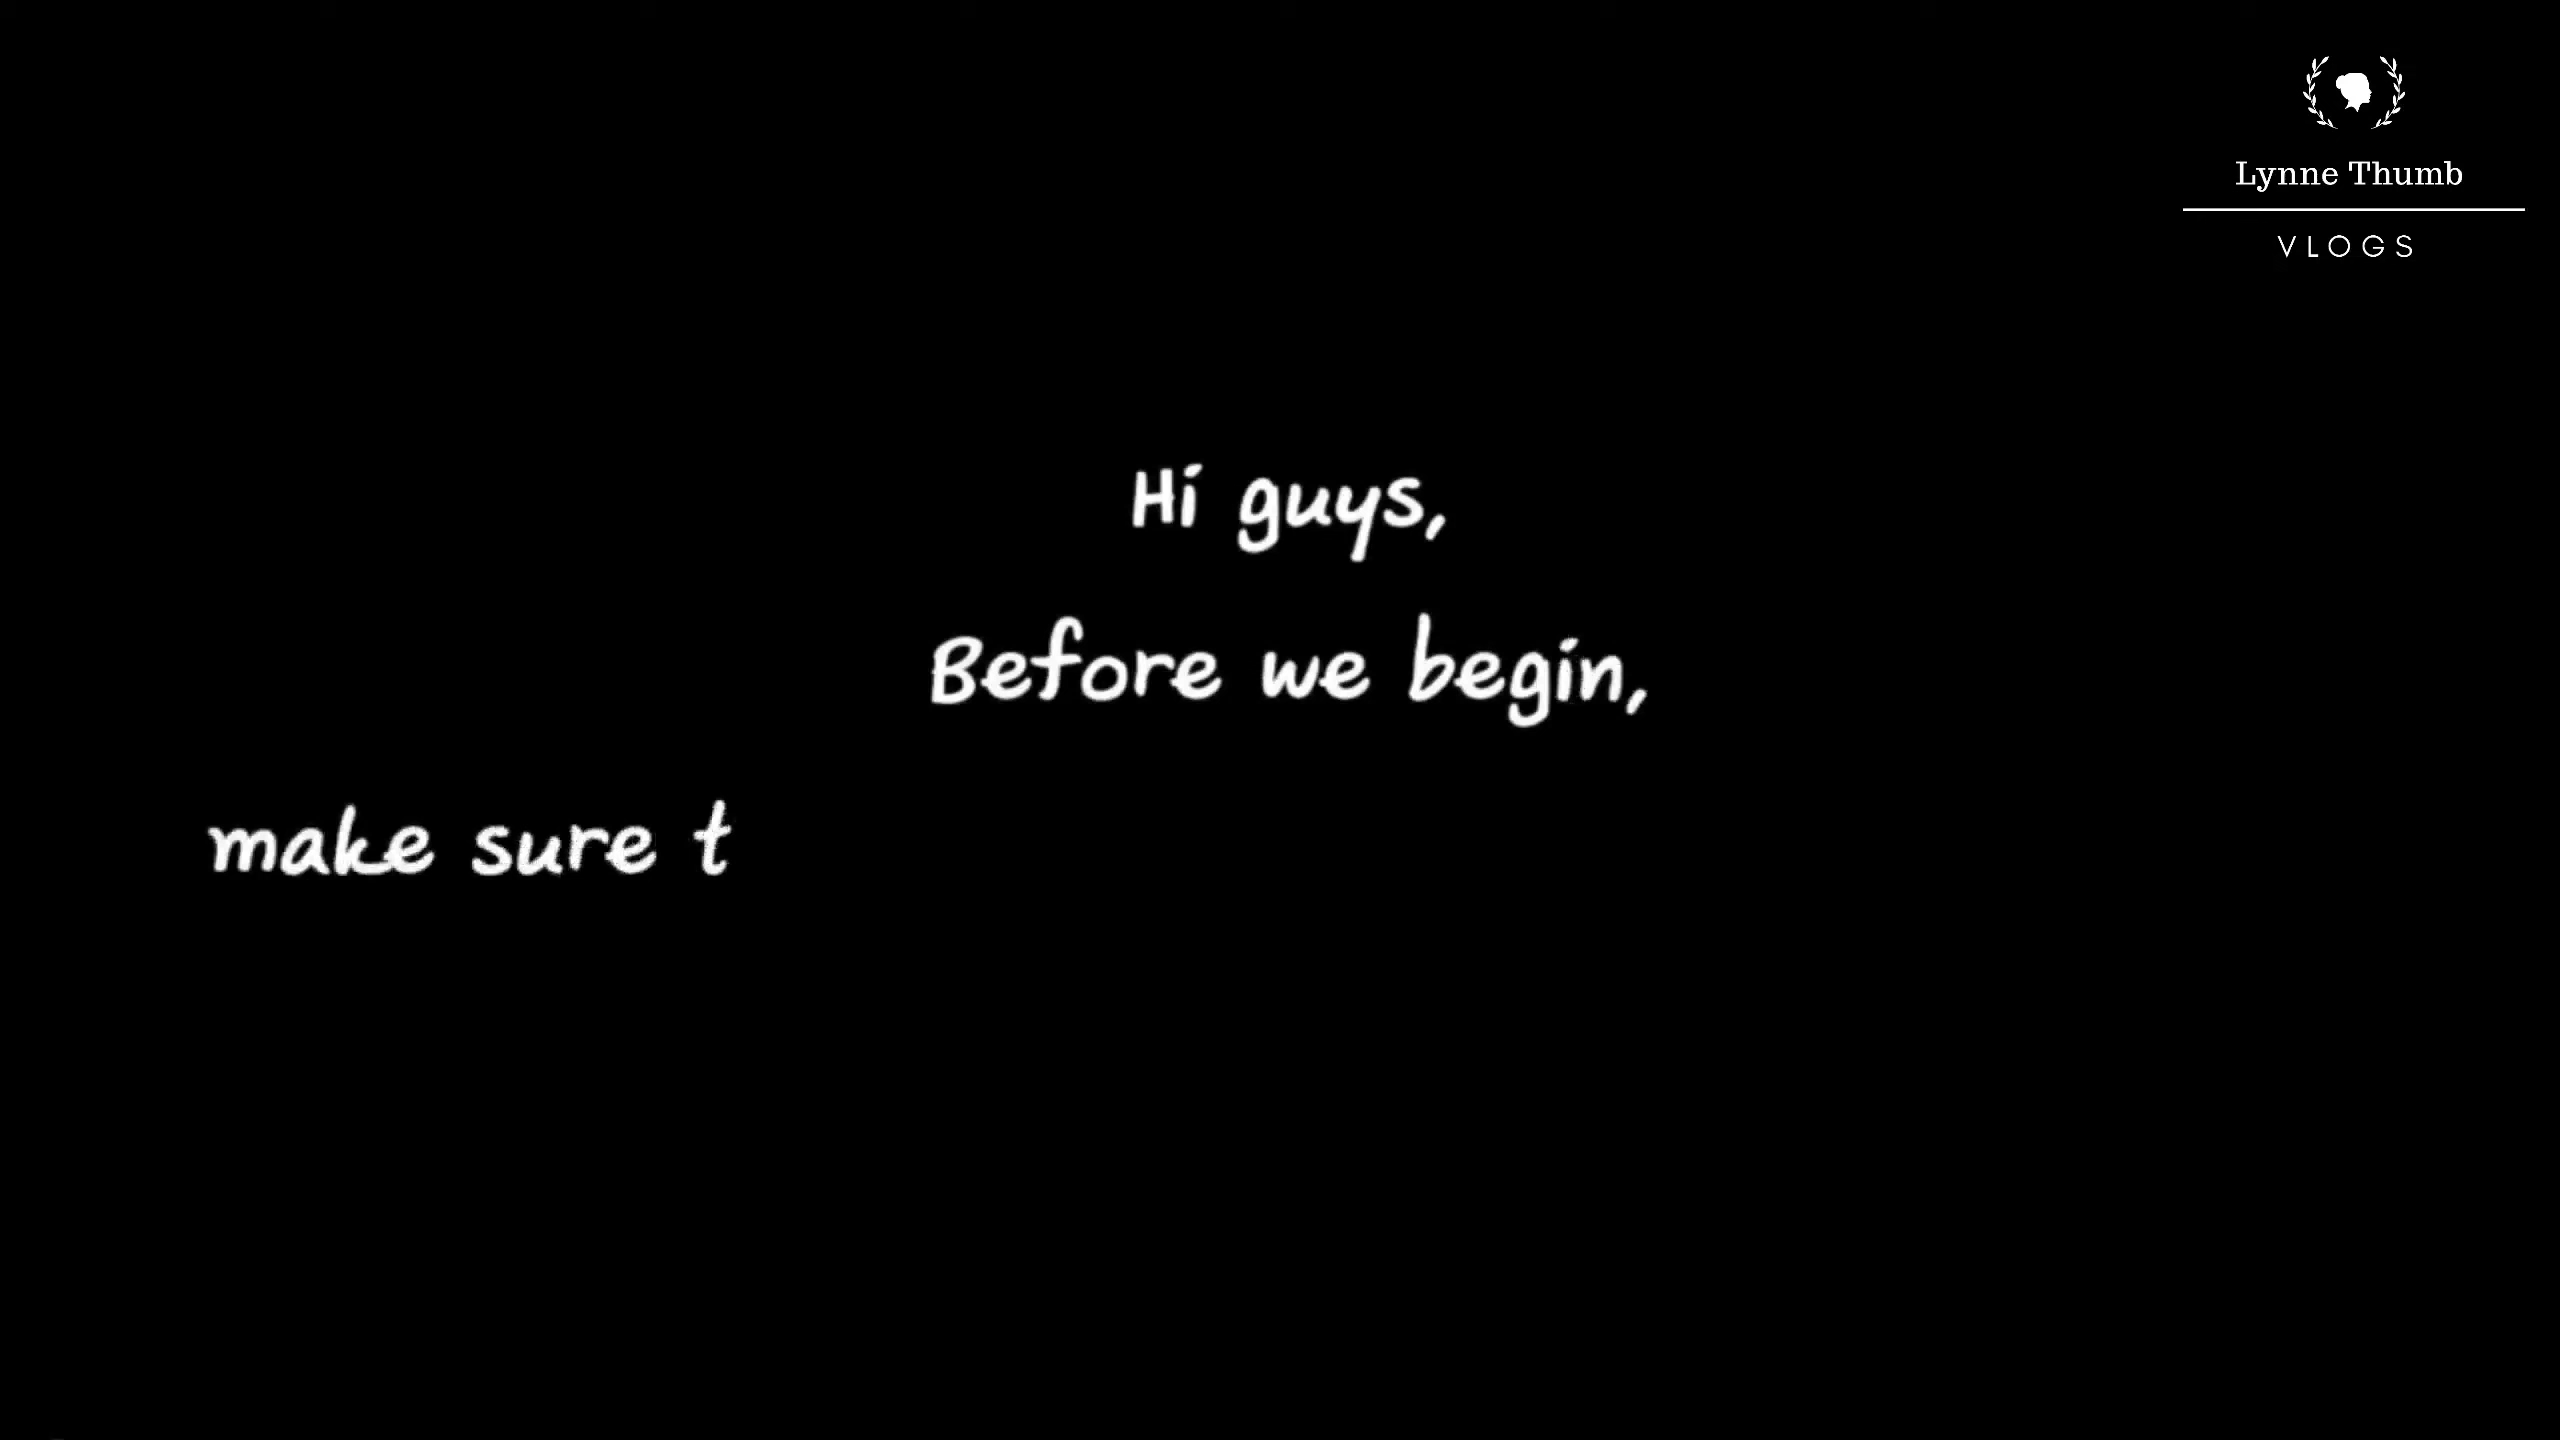 Lynne Thumb
VLOGS
Hi guys,
Before we begin,
make sure t